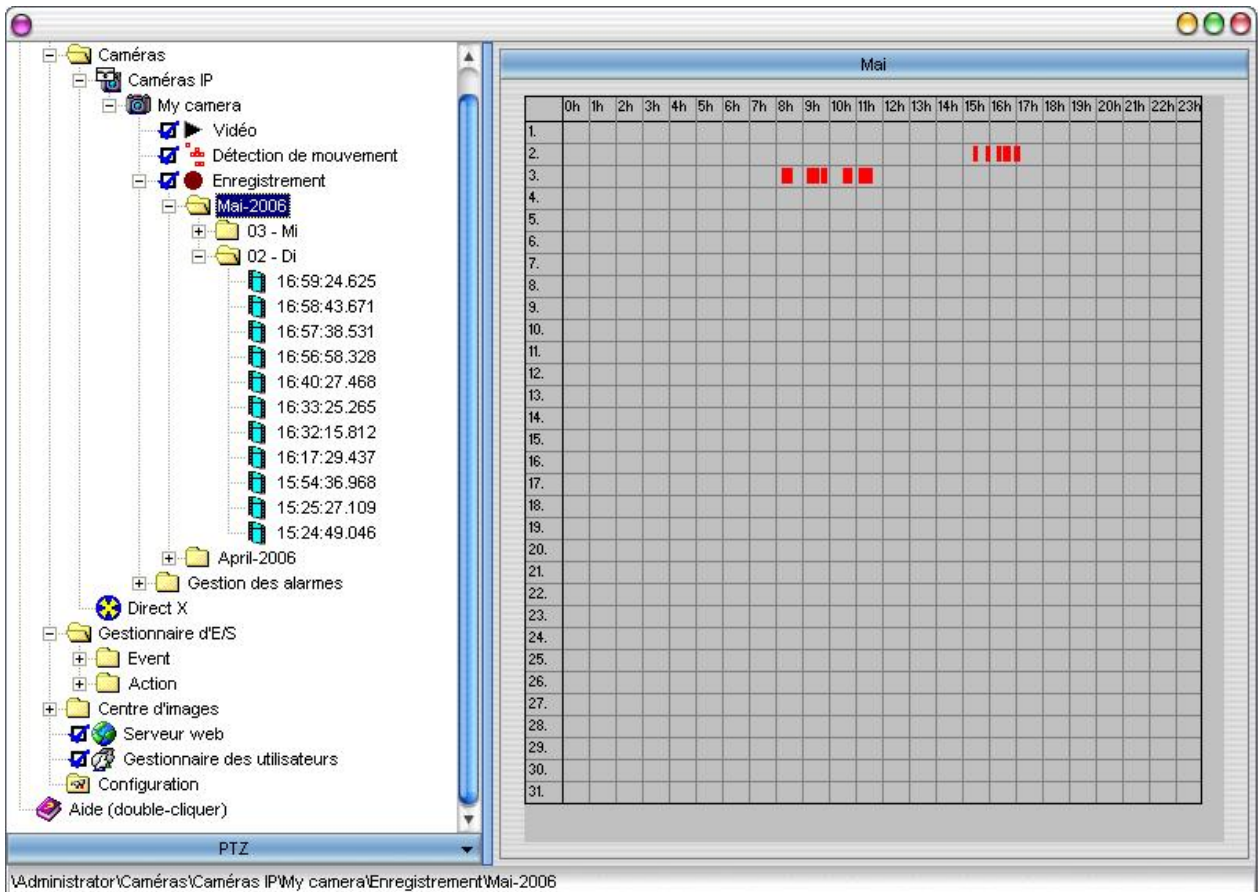 Caméras
Caméras IP
My camera
Vidéo
Détection de mouvement
Enregistrement
Mai-2006
03 - Mi
02 - Di
16:59:24.625
16:58:43.671
16:57:38.531
16:56:58.328
16:40:27.468
16:33:25.265
16:32:15.812
16:17:29.437
15:54:36.968
15:25:27.109
15:24:49.046
April-2006
Gestion des alarmes
Direct X
Gestionnaire d'E/S
Event
Action
Centre d'images
Serveur web
Gestionnaire des utilisateurs
Configuration
Aide (double-cliquer)
PTZ
Mai
0h 1h 2h 3h 4h 5h 6h 7h 8h 9h 10h 11h 12h 13h 14h 15h 16h 17h 18h 19h 20h 21h 22h 23h
1.
2.
3.
4.
5.
6.
7.
8.
9.
10.
11.
12.
13.
14.
15.
16.
17.
18.
19.
20.
21.
22.
23.
24.
25.
26.
27.
28.
29.
30.
31.
\Administrator\Caméras\Caméras IP\My camera\Enregistrement\Mai-2006